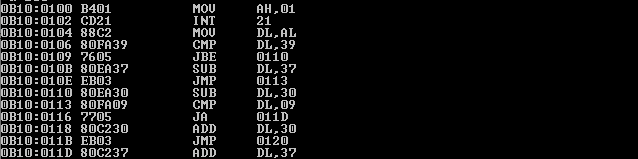 0B10:0100 B401 MOV AH,01
0B10:0102 CD21 INT 21
0B10:0104 88C2 MOV DL,AL
0B10:0106 80FA39 CMP DL,39
0B10:0109 7605 JBE 0110
0B10:010B 80EA37 SUB DL,37
0B10:010E EB03 JMP 0113
0B10:0110 80EA30 SUB DL,30
0B10:0113 80FA09 CMP DL,09
0B10:0116 7705 JA 011D
0B10:0118 80C230 ADD DL,30
0B10:011B EB03 JMP 0120
0B10:011D 80C237 ADD DL,37